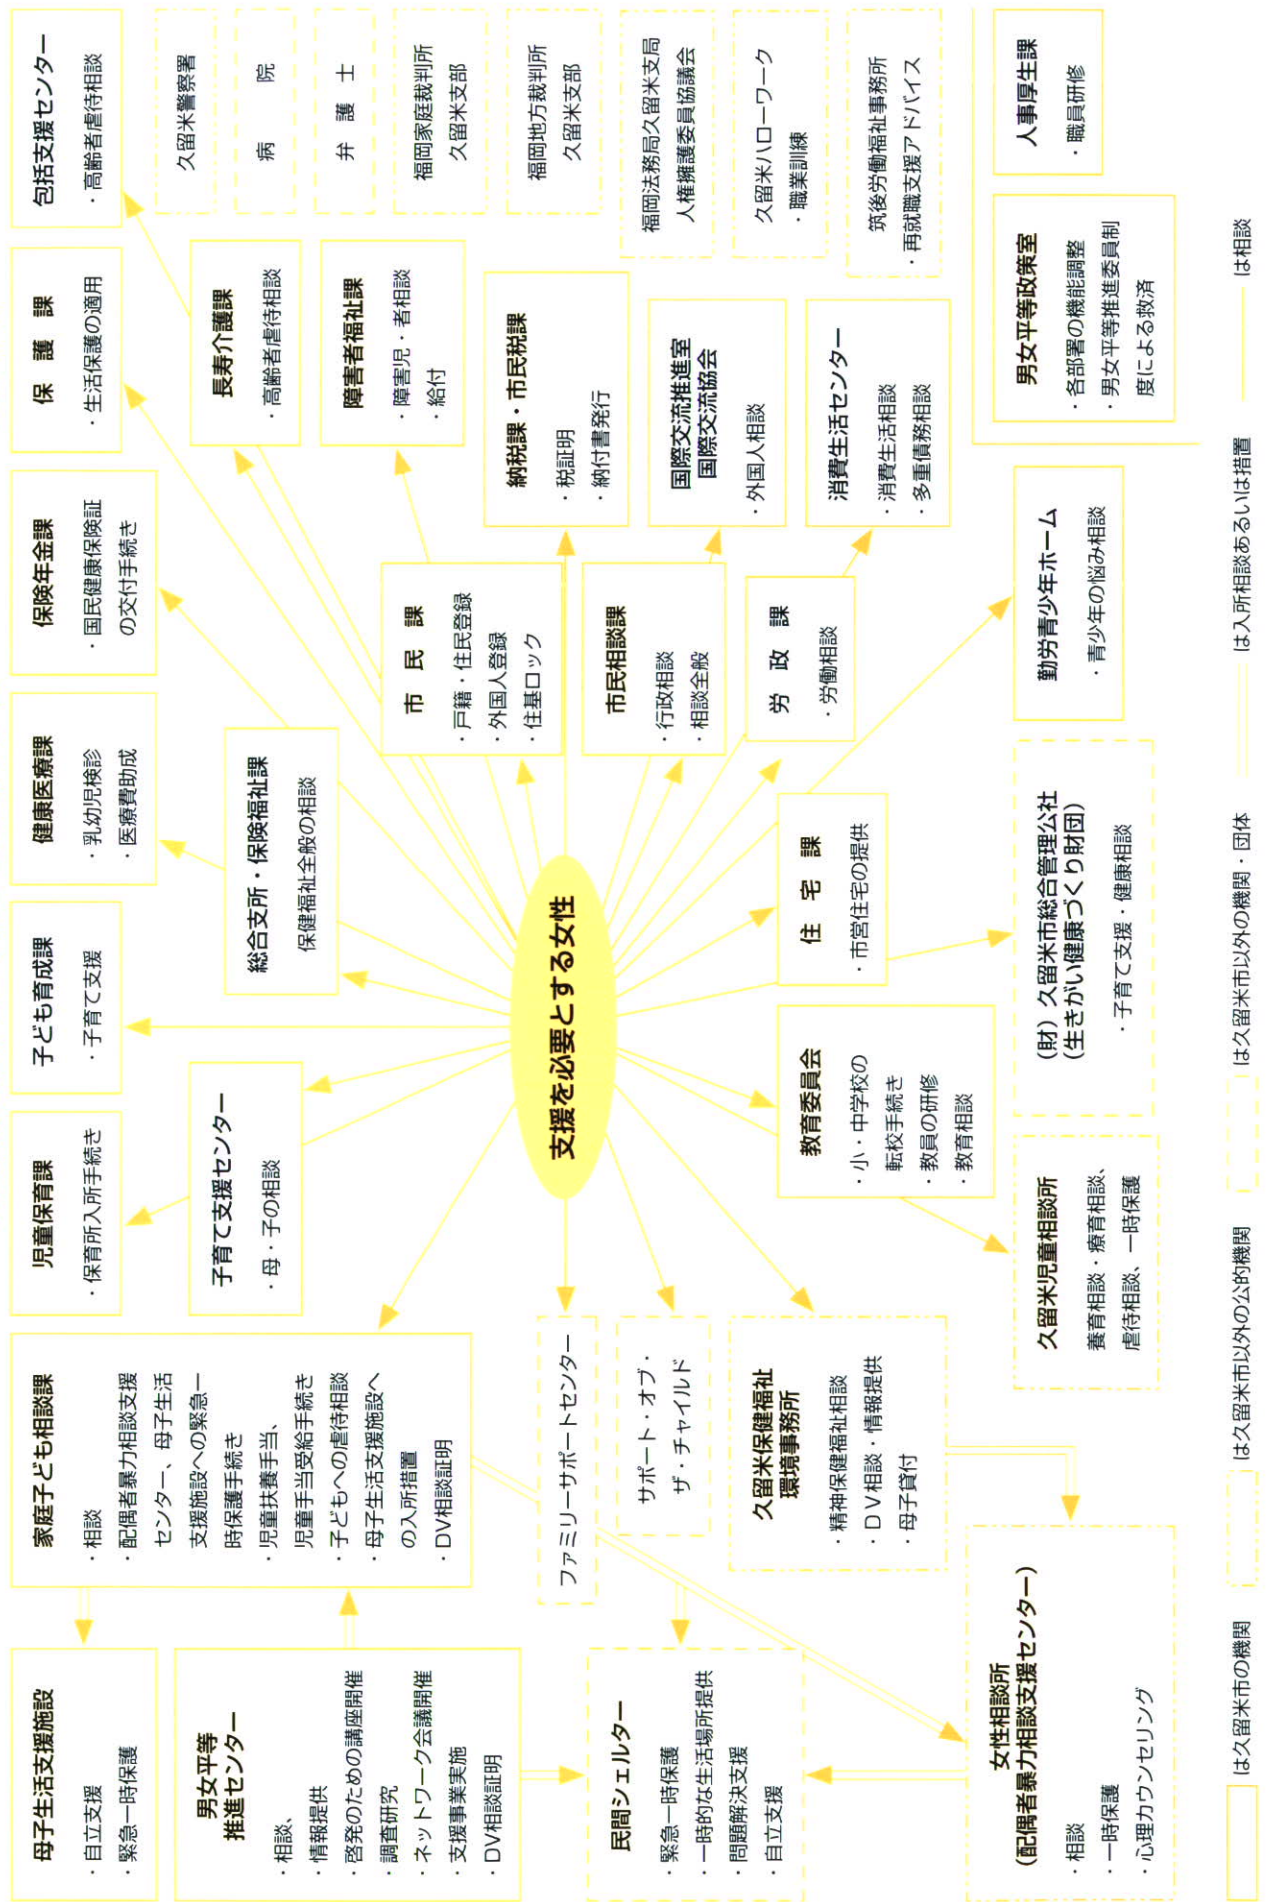 母子生活支援施設
・自立支援
・緊急一時保護
男女平等
推進センター
・相談、
情報提供
・啓発のための講座開催
・調査研究
・ネットワーク会議開催
・支援事業実施
・DV相談証明
民間シェルター
・緊急一時保護
・一時的な生活場所提供
・問題解決支援
・自立支援
女性相談所
(配偶者暴力相談支援センター)
・相談
・一時保護
・心理カウンセリング
家庭子ども相談課
・相談
・配偶者暴力相談支援
センター、母子生活
支援施設への緊急一
時保護手続き
・児童扶養手当、
児童手当受給手続き
・子どもへの虐待相談
・母子生活支援施設へ
の入所措置
・DV相談証明
ファミリーサポートセンター
サポート・オブ・
ザ・チャイルド
久留米保健福祉
環境事務所
・精神保健福祉相談
・DV相談・情報提供
・母子貸付
児童保育課
・保育所入所手続き
子育て支援センター
・母・子の相談
久留米児童相談所
養育相談・療育相談、
虐待相談、一時保護
子ども育成課
・子育て支援
支援を必要とする女性
教育委員会
・小・中学校の
転校手続き
・教員の研修
・教育相談
健康医療課
・乳幼児検診
・医療費助成
総合支所・保険福祉課
保健福祉全般の相談
住宅課
・市営住宅の提供
(財)久留米市総合管理公社
(生きがい健康づくり財団)
・子育て支援・健康相談
保険年金課
・国民健康保険証
の交付手続き
市民課
・戸籍・住民登録
・外国人登録
・住基ロック
市民相談課
・行政相談
・相談全般
労政課
・労働相談
勤労青少年ホーム
・青少年の悩み相談
保護課
・生活保護の適用
長寿介護課
・高齢者虐待相談
障害者福祉課
・障害児・者相談
・給付
納税課・市民税課
・税証明
・納付書発行
国際交流推進室
国際交流協会
・外国人相談
消費生活センター
・消費生活相談
・多重債務相談
包括支援センター
・高齢者虐待相談
久留米警察署
病院
弁護士
福岡家庭裁判所
久留米支部
福岡地方裁判所
久留米支部
福岡法務局久留米支局
人権擁護委員協議会
久留米ハローワーク
・職業訓練
筑後労働福祉事務所
・再就職支援アドバイス
男女平等政策室
・各部署の機能調整
・男女平等推進委員制
度による救済
人事厚生課
・職員研修
は久留米市の機関
は久留米市以外の公的機関
は久留米市以外の機関・団体
は入所相談あるいは措置
は相談